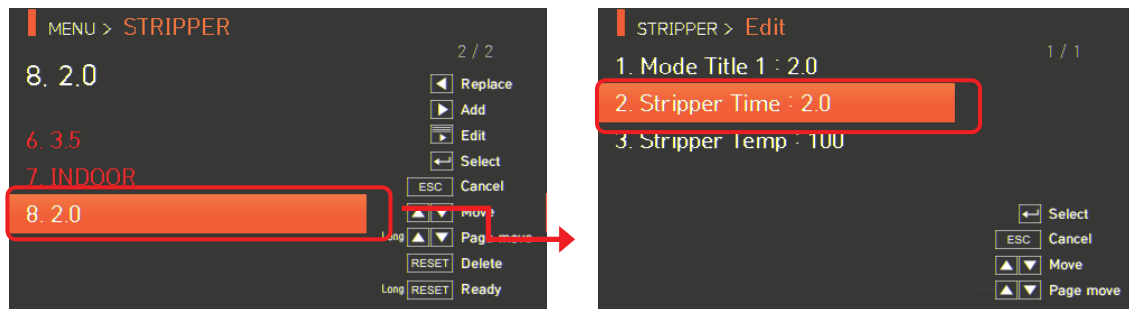 MENU > STRIPPER
2 / 2
8. 2.0
6. 3.5
7. INDOOR
8. 2.0
Replace
Add
Edit
Select
ESC Cancel
Move
Long Page move
RESET Delete
Long RESET Ready
STRIPPER > Edit
1 / 1
1. Mode Title 1 : 2.0
2. Stripper Time : 2.0
3. Stripper Temp : 100
Select
ESC Cancel
Move
Page move